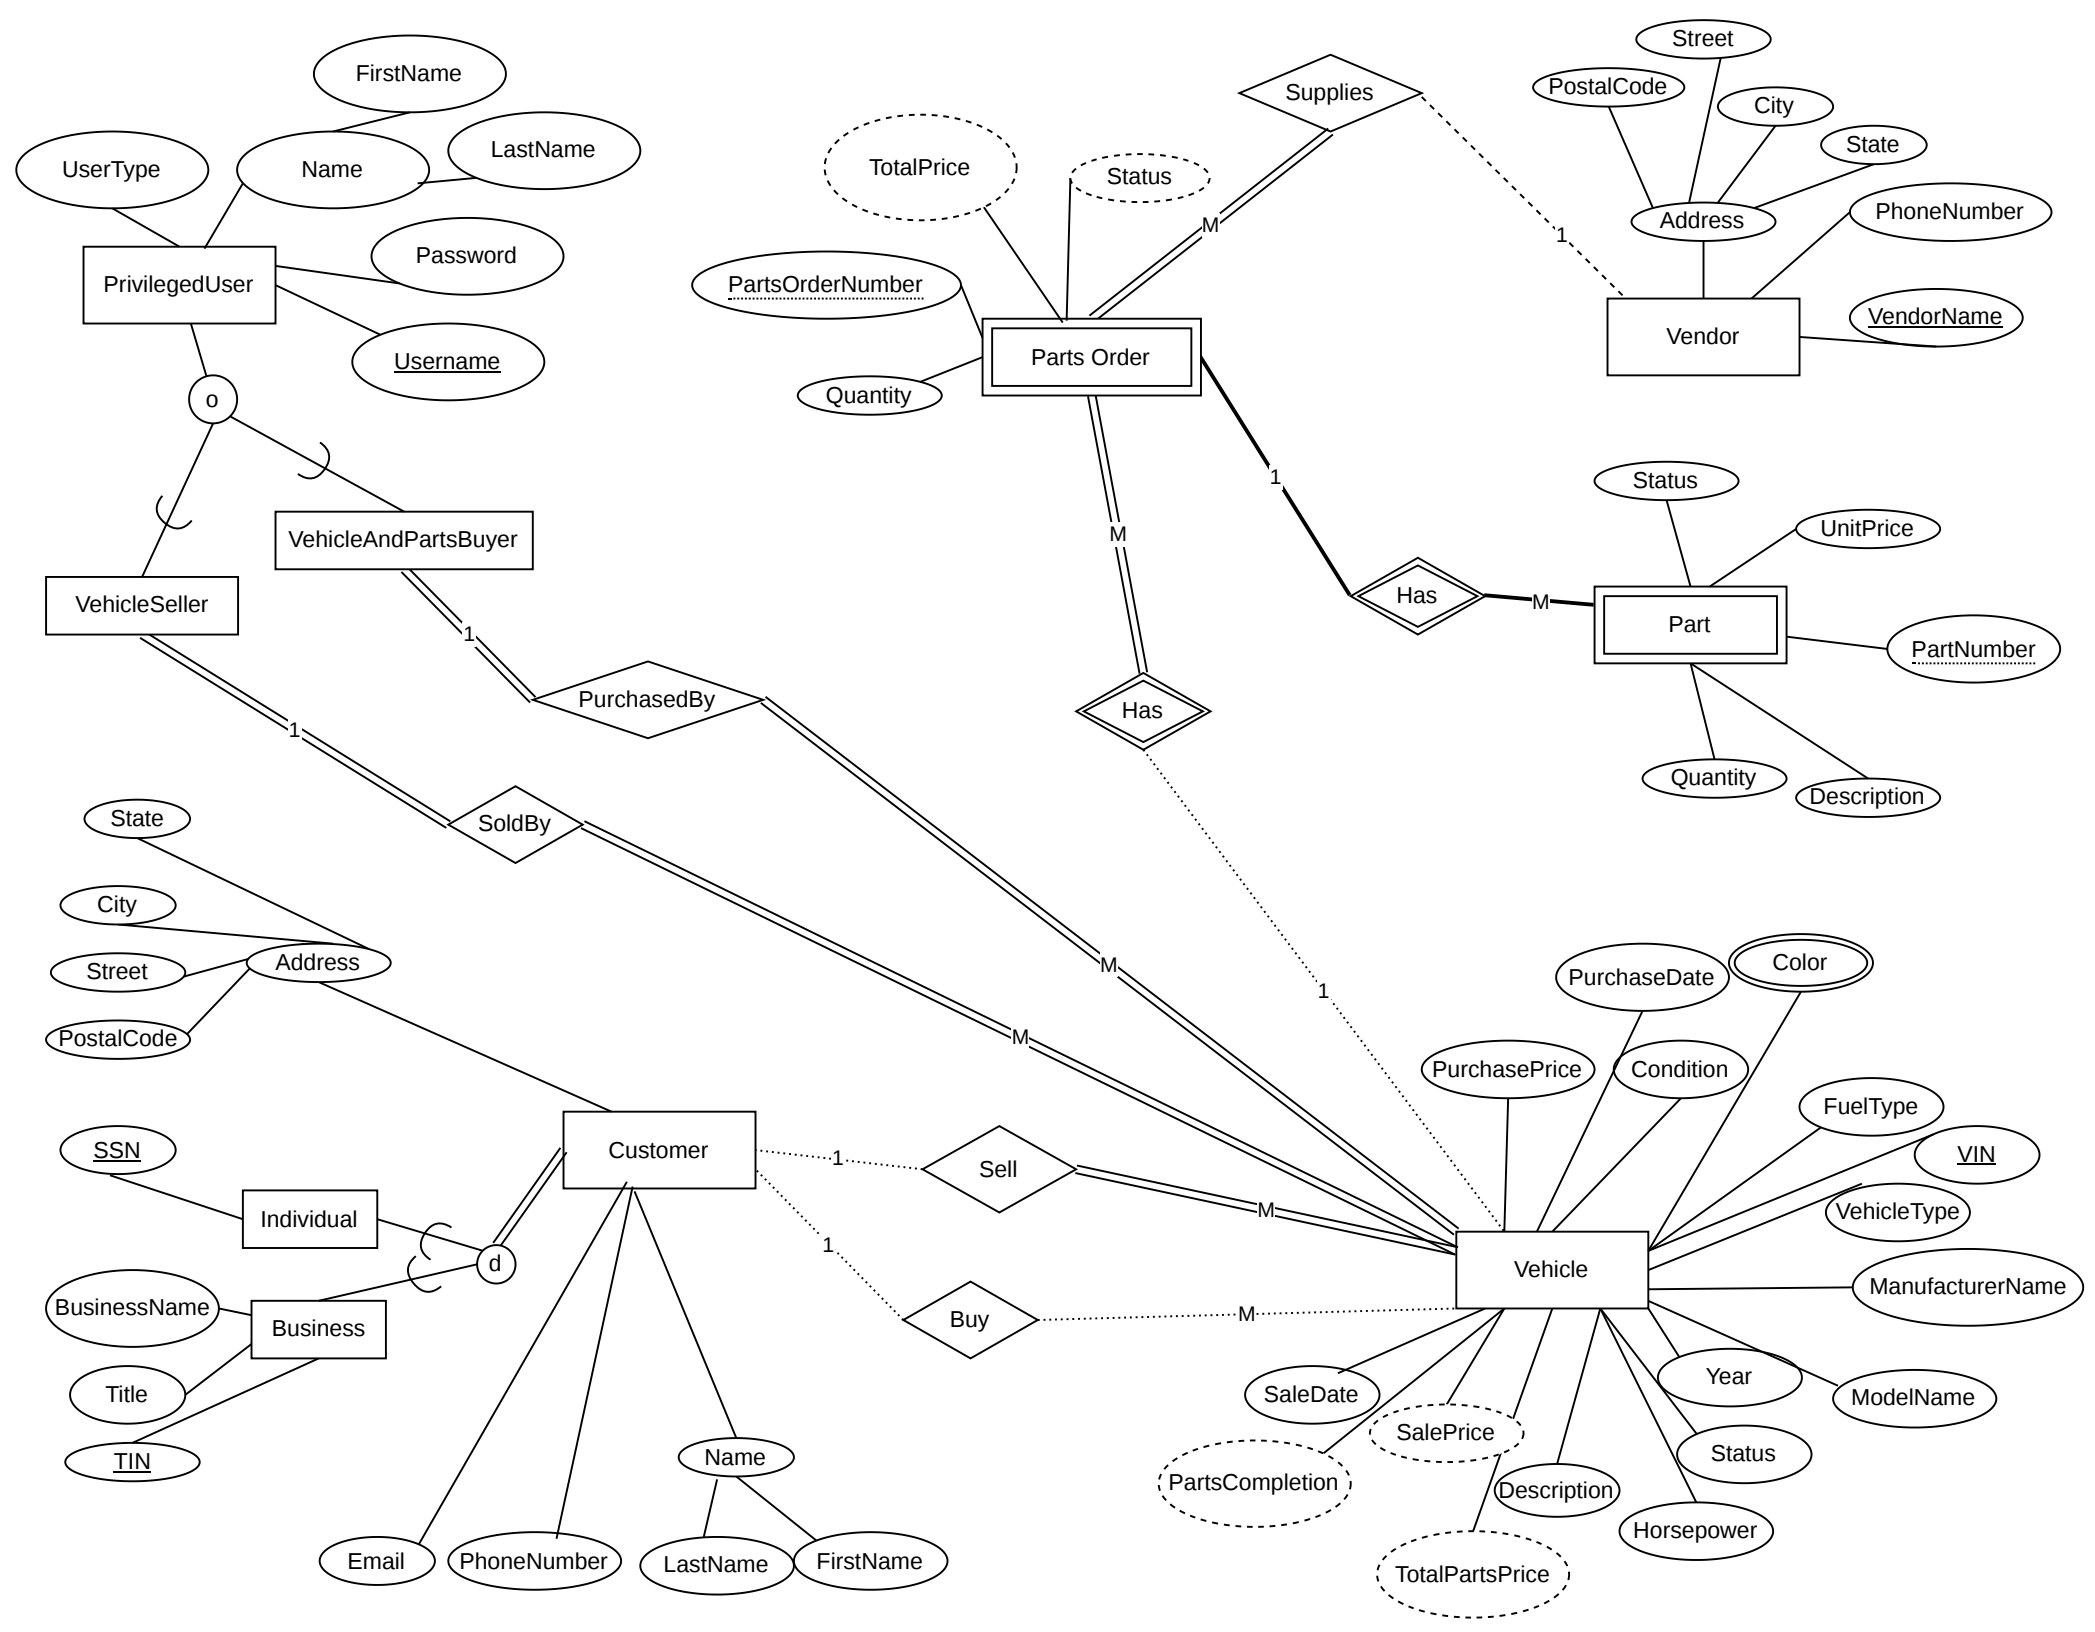 FirstName
UserType
Name
LastName
Password
PrivilegedUser
Username
o
VehicleAndPartsBuyer
VehicleSeller
1
1
PurchasedBy
SoldBy
M
M
Supplies
TotalPrice
Status
M
1
PartsOrderNumber
Parts Order
Quantity
Street
PostalCode
City
State
Address
PhoneNumber
VendorName
Vendor
1
M
Has
M
Has
1
Status
UnitPrice
Part
PartNumber
Quantity
Description
State
City
Street
Address
PostalCode
SSN
Individual
d
BusinessName
Business
Title
TIN
Customer
1
Sell
M
1
Buy
M
Name
Email
PhoneNumber
LastName
FirstName
PurchaseDate
Color
PurchasePrice
Condition
FuelType
VIN
VehicleType
Vehicle
ManufacturerName
Year
ModelName
SaleDate
SalePrice
Status
PartsCompletion
Description
Horsepower
TotalPartsPrice